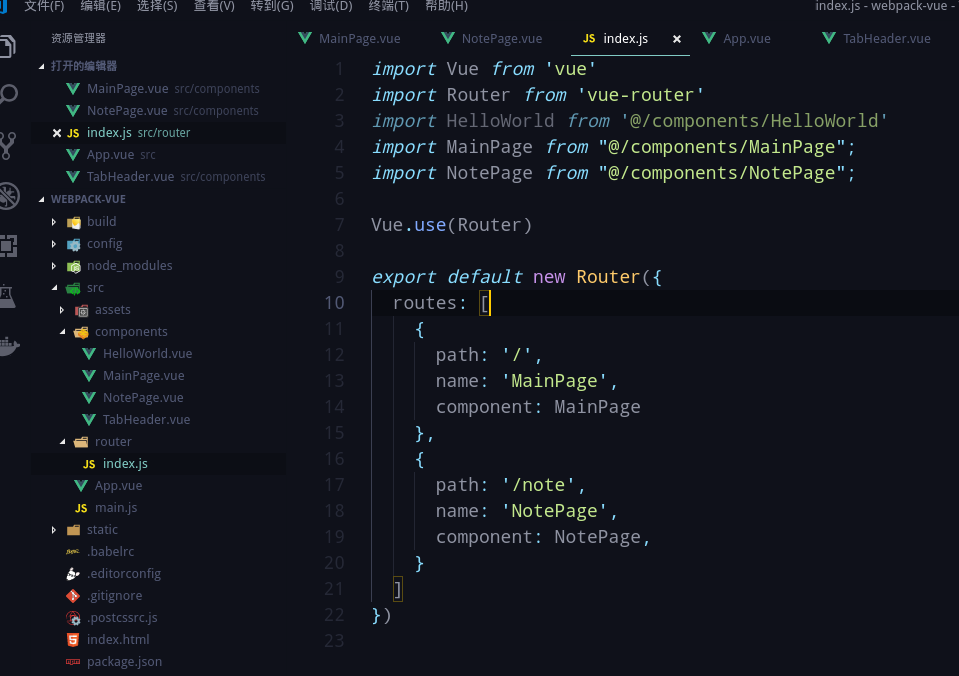 文件(F) 编辑(E) 选择(S) 查看(V) 转到(G) 调试(D) 终端(T) 帮助(H) index.js - webpack-vue -
资源管理器
打开的编辑器
MainPage.vue src/components
NotePage.vue src/components
JS index.js src/router
App.vue src
TabHeader.vue src/components
WEBPACK-VUE
build
config
node_modules
src
assets
components
HelloWorld.vue
MainPage.vue
NotePage.vue
TabHeader.vue
router
JS index.js
App.vue
JS main.js
static
.babelrc
.editorconfig
.gitignore
.postcssrc.js
index.html
package.json
MainPage.vue NotePage.vue JS index.js App.vue TabHeader.vue
1 import Vue from 'vue'
2 import Router from 'vue-router'
3 import HelloWorld from '@/components/HelloWorld'
4 import MainPage from "@/components/MainPage";
5 import NotePage from "@/components/NotePage";
6
7 Vue.use(Router)
8
9 export default new Router({
10 routes: [
11 {
12 path: '/',
13 name: 'MainPage',
14 component: MainPage
15 },
16 {
17 path: '/note',
18 name: 'NotePage',
19 component: NotePage,
20 }
21 ]
22 })
23